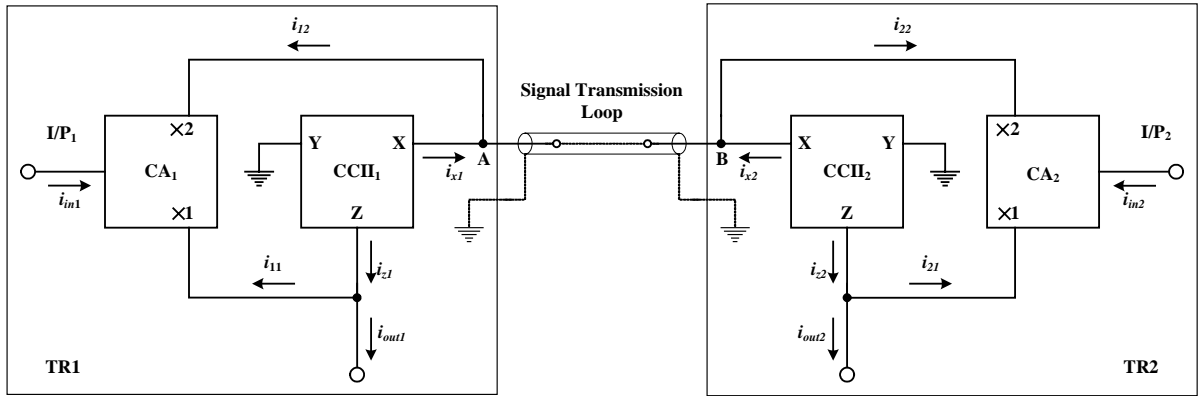 i12
i22
Signal Transmission
Loop
I/P1
×2
Y
X
A
B
X
Y
×2
I/P2
CA1
CCII1
ix1
ix2
CCII2
CA2
iin1
iin2
×1
Z
Z
×1
i11
iz1
iz2
i21
iout1
iout2
TR1
TR2